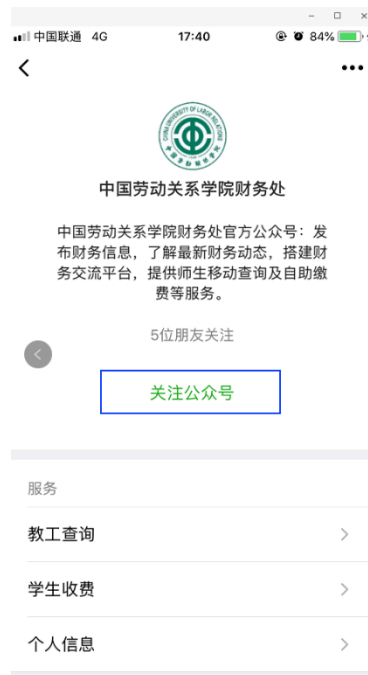 中国联通 4G 17:40 84%
CHINA UNIVERSITY OF LABOR RELATIONS
中国劳动关系学院财务处
中国劳动关系学院财务处官方公众号：发
布财务信息，了解最新财务动态，搭建财
务交流平台，提供师生移动查询及自助缴
费等服务。
5位朋友关注
关注公众号
服务
教工查询
学生收费
个人信息